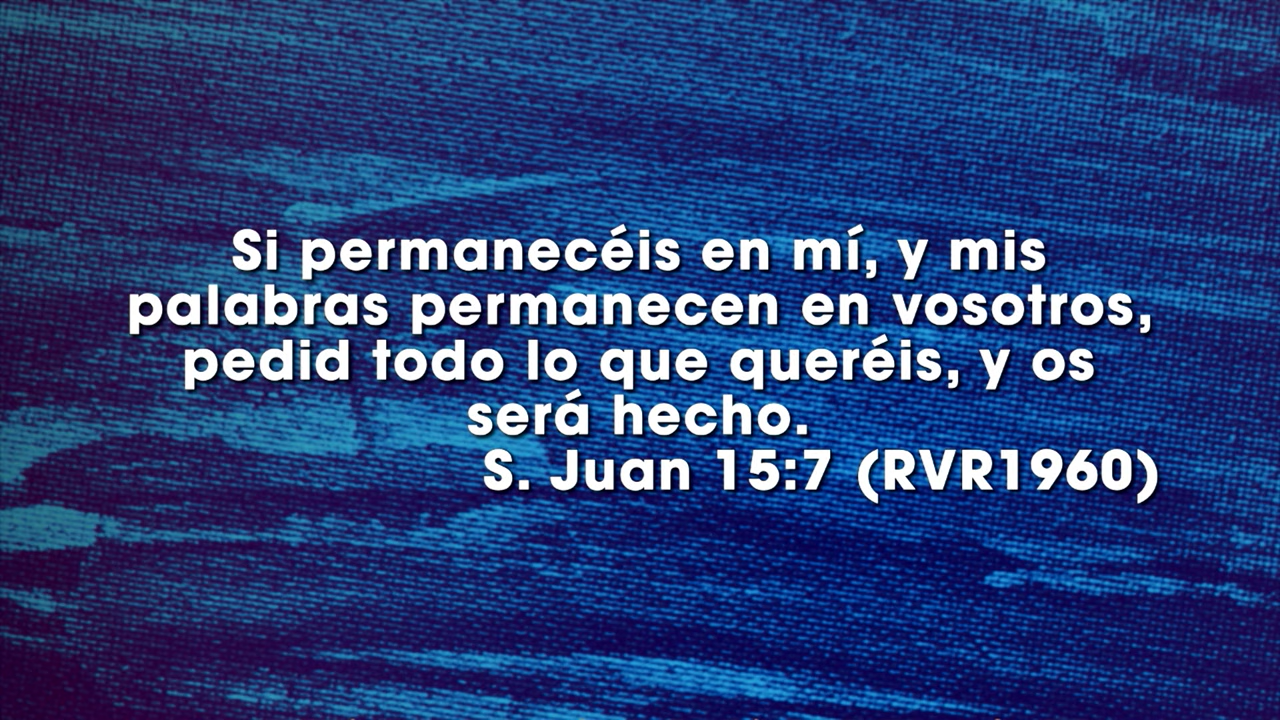 Si permanecéis en mí, y mis
palabras permanecen en vosotros,
pedid todo lo que queréis, y os
será hecho.
S. Juan 15:7 (RVR1960)